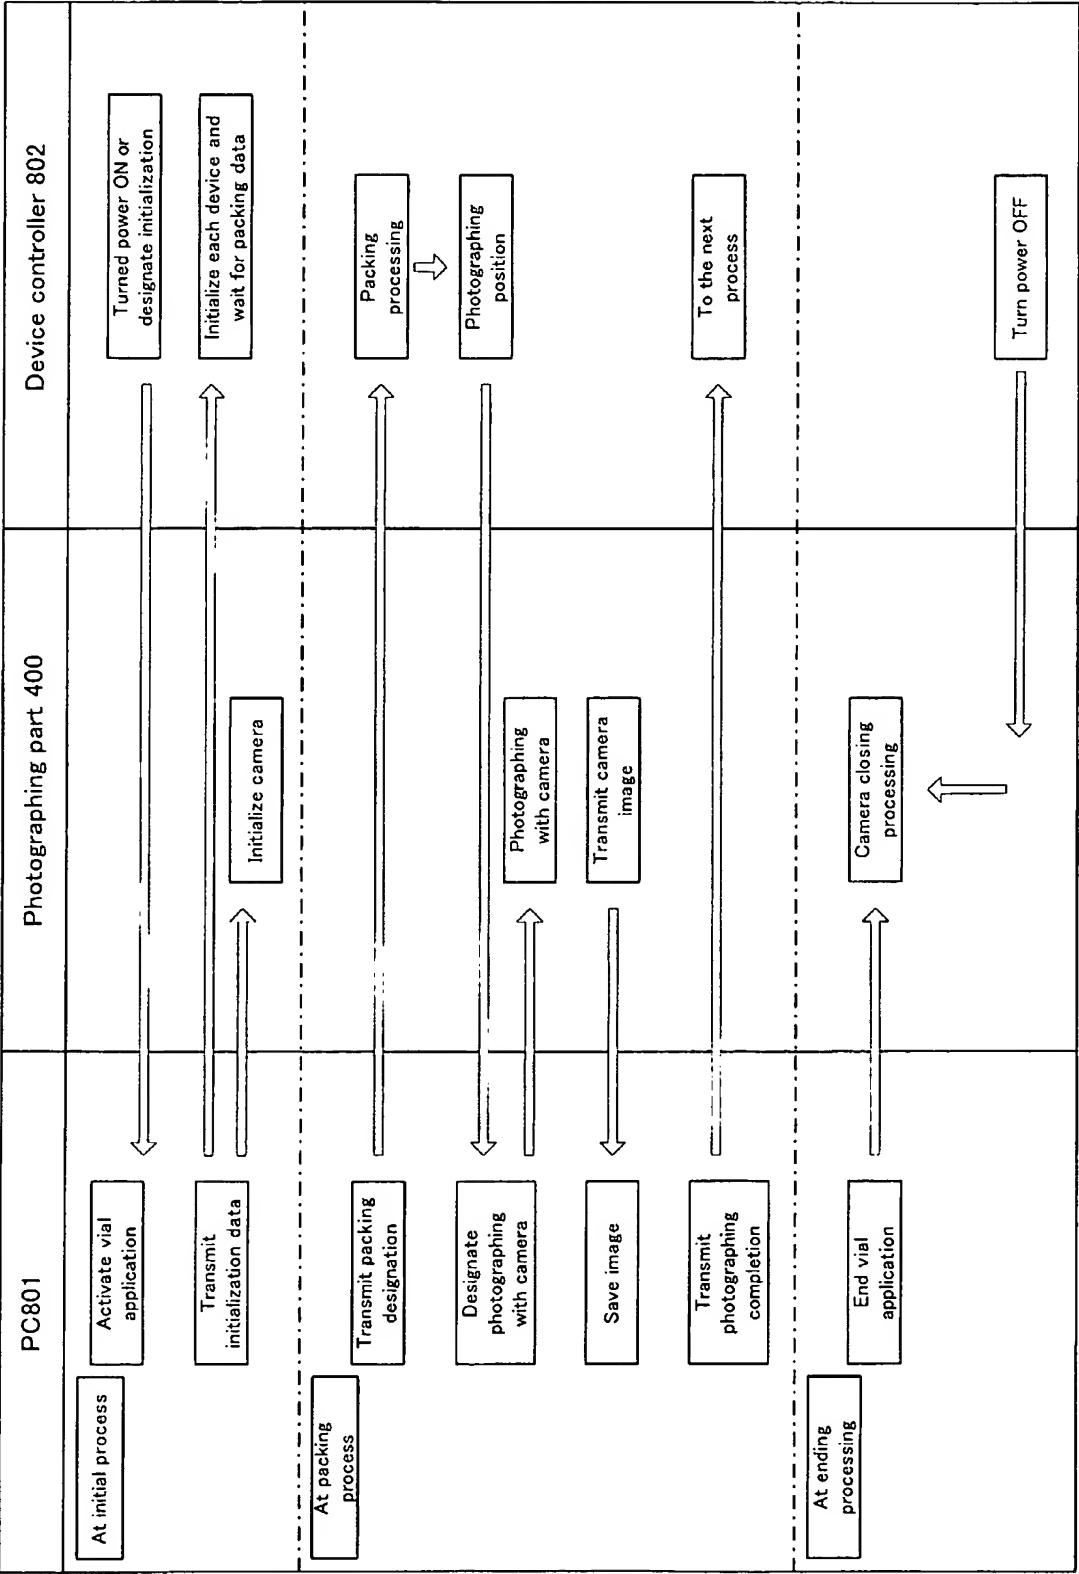 PC801
Photographing part 400
Device controller 802
At initial process
Activate vial
application
Turned power ON or
designate initialization
Transmit
initialization data
Initialize each device and
wait for packing data
Initialize camera
At packing
process
Transmit packing
designation
Packing
processing
Designate
photographing
with camera
Photographing
position
Photographing
with camera
Save image
Transmit camera
image
Transmit
photographing
completion
To the next
process
At ending
processing
End vial
application
Camera closing
processing
Turn power OFF